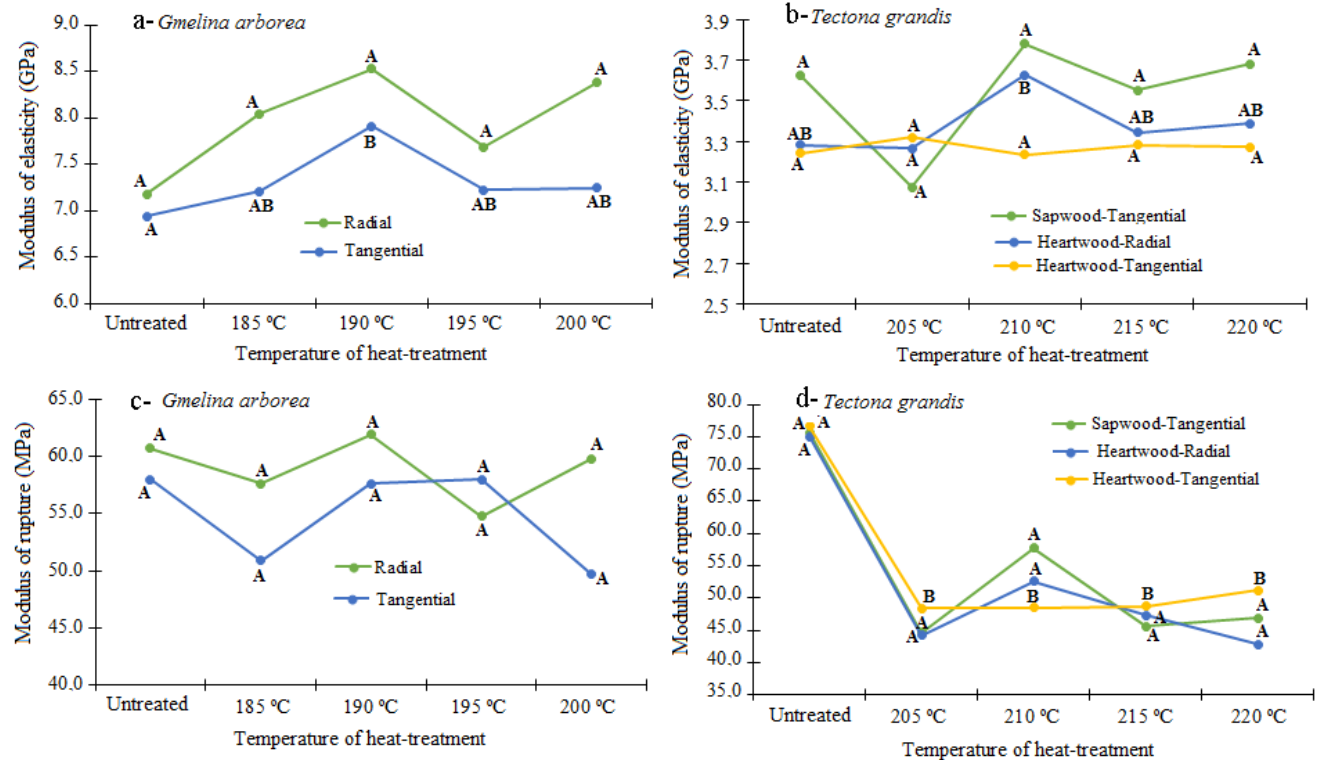 a- Gmelina arborea
Modulus of elasticity (GPa)
9.0
8.5
8.0
7.5
7.0
6.5
6.0
A
A
A
A
A
A
AB
B
AB
AB
Radial
Tangential
Untreated
185 ºC
190 ºC
195 ºC
200 ºC
Temperature of heat-treatment
b- Tectona grandis
Modulus of elasticity (GPa)
3.9
3.7
3.5
3.3
3.1
2.9
2.7
2.5
A
A
A
A
A
AB
A
B
AB
AB
A
A
A
A
A
Sapwood-Tangential
Heartwood-Radial
Heartwood-Tangential
Untreated
205 ºC
210 ºC
215 ºC
220 ºC
Temperature of heat-treatment
c- Gmelina arborea
Modulus of rupture (MPa)
65.0
60.0
55.0
50.0
45.0
40.0
A
A
A
A
A
A
A
A
A
A
Radial
Tangential
Untreated
185 ºC
190 ºC
195 ºC
200 ºC
Temperature of heat-treatment
d- Tectona grandis
Modulus of rupture (MPa)
80.0
75.0
70.0
65.0
60.0
55.0
50.0
45.0
40.0
35.0
A
A
A
B
A
A
A
A
B
B
A
A
B
A
A
Sapwood-Tangential
Heartwood-Radial
Heartwood-Tangential
Untreated
205 ºC
210 ºC
215 ºC
220 ºC
Temperature of heat-treatment